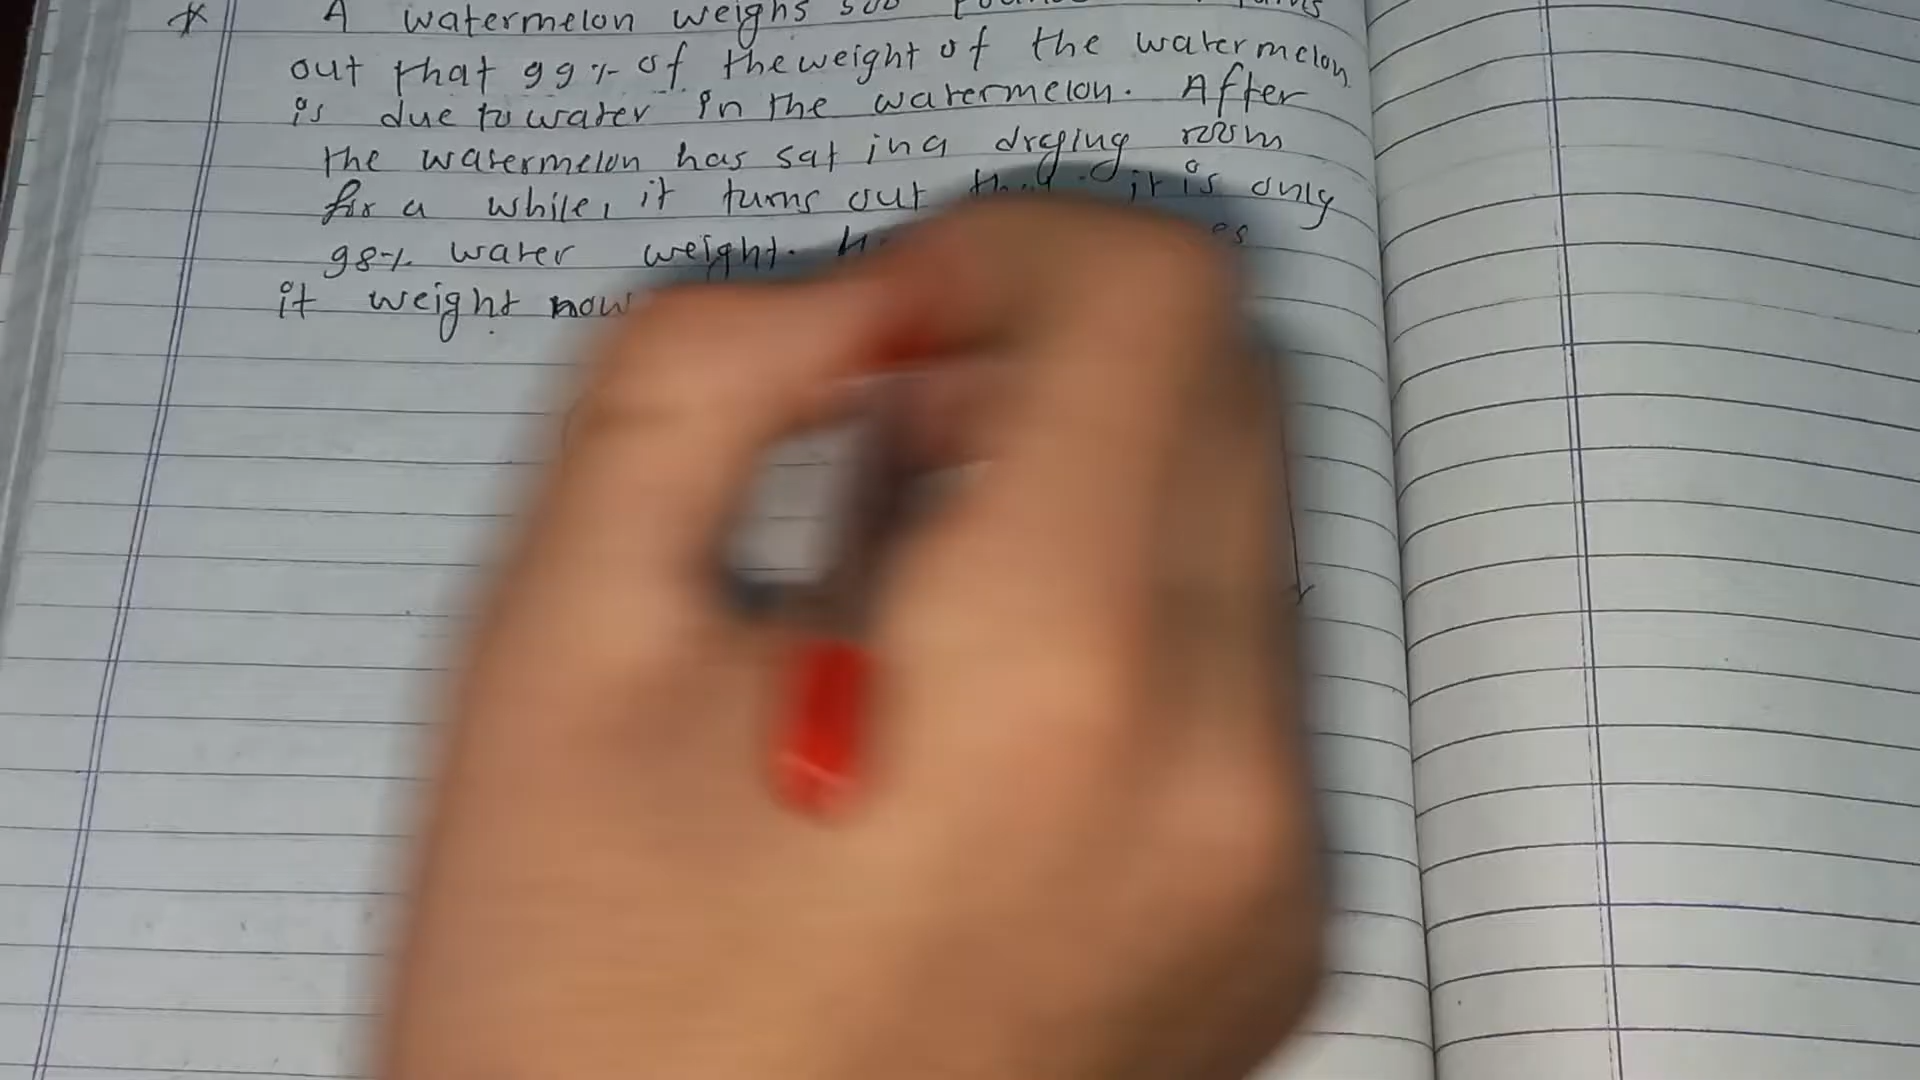 * A watermelon weighs
out that 99% of the weight of the watermelon
is due to water in the watermelon. After
the watermelon has sat in a drying room
for a while, it turns out it is only
98% water weight.
it weight now